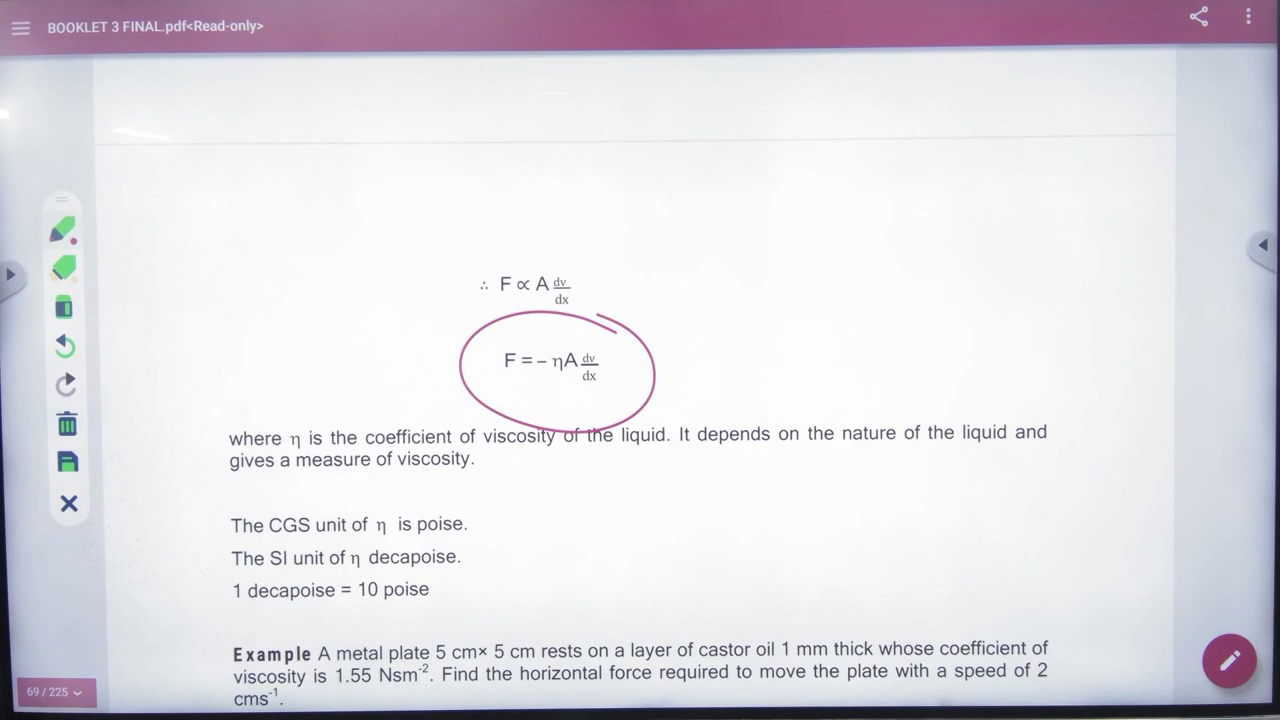 BOOKLET 3 FINAL.pdf<Read-only>
∴ F ∝ A dv/dx
F = – ηA dv/dx
where η is the coefficient of viscosity of the liquid. It depends on the nature of the liquid and
gives a measure of viscosity.
The CGS unit of η is poise.
The SI unit of η decapoise.
1 decapoise = 10 poise
Example A metal plate 5 cm× 5 cm rests on a layer of castor oil 1 mm thick whose coefficient of
viscosity is 1.55 Nsm⁻². Find the horizontal force required to move the plate with a speed of 2
cms⁻¹.
69 / 225